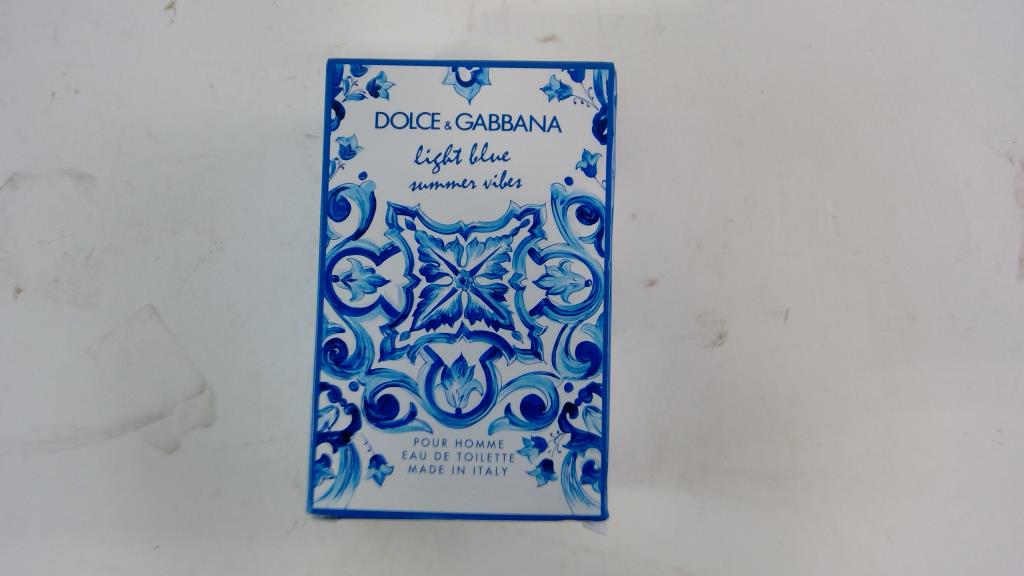 DOLCE & GABBANA
light blue
summer vibes
POUR HOMME
EAU DE TOILETTE
MADE IN ITALY